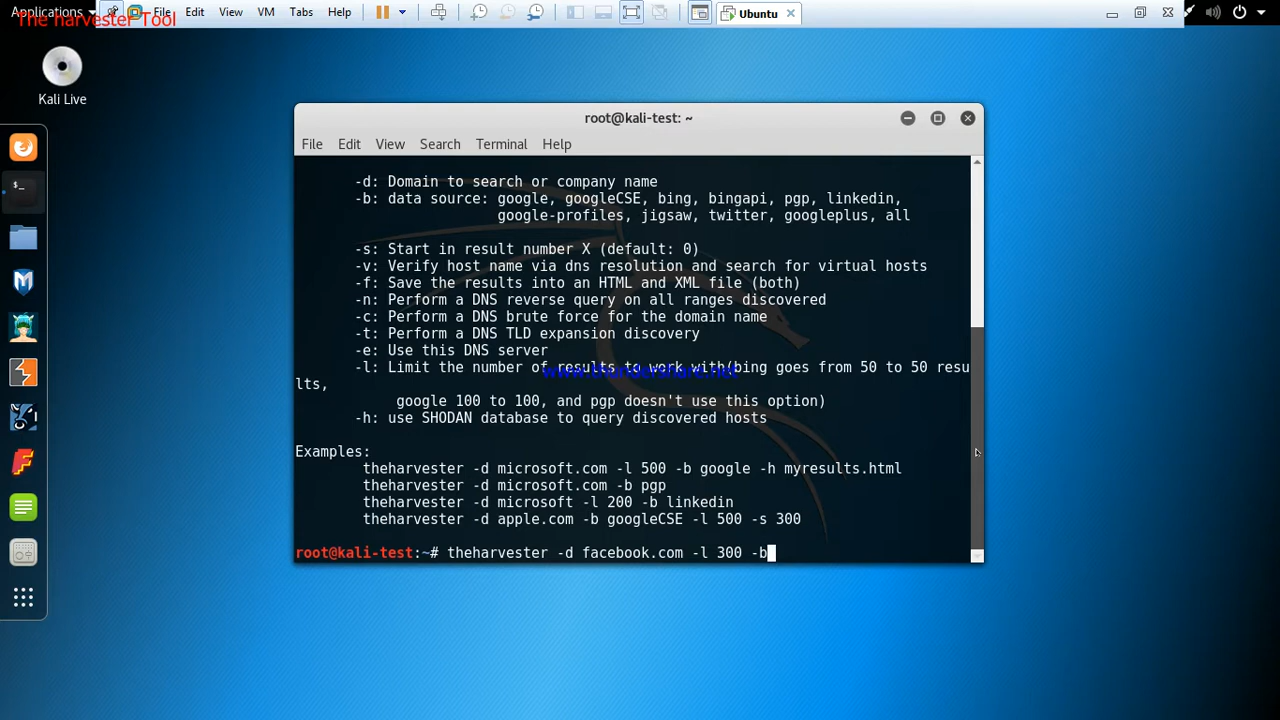 Applications
File Edit View VM Tabs Help
Ubuntu
The harvester Tool
Kali Live
root@kali-test: ~
File Edit View Search Terminal Help
-d: Domain to search or company name
-b: data source: google, googleCSE, bing, bingapi, pgp, linkedin,
google-profiles, jigsaw, twitter, googleplus, all
-s: Start in result number X (default: 0)
-v: Verify host name via dns resolution and search for virtual hosts
-f: Save the results into an HTML and XML file (both)
-n: Perform a DNS reverse query on all ranges discovered
-c: Perform a DNS brute force for the domain name
-t: Perform a DNS TLD expansion discovery
-e: Use this DNS server
-l: Limit the number of results to work with(bing goes from 50 to 50 resu
www.thundershare.net
lts,
google 100 to 100, and pgp doesn't use this option)
-h: use SHODAN database to query discovered hosts
Examples:
theharvester -d microsoft.com -l 500 -b google -h myresults.html
theharvester -d microsoft.com -b pgp
theharvester -d microsoft -l 200 -b linkedin
theharvester -d apple.com -b googleCSE -l 500 -s 300
root@kali-test:~# theharvester -d facebook.com -l 300 -b